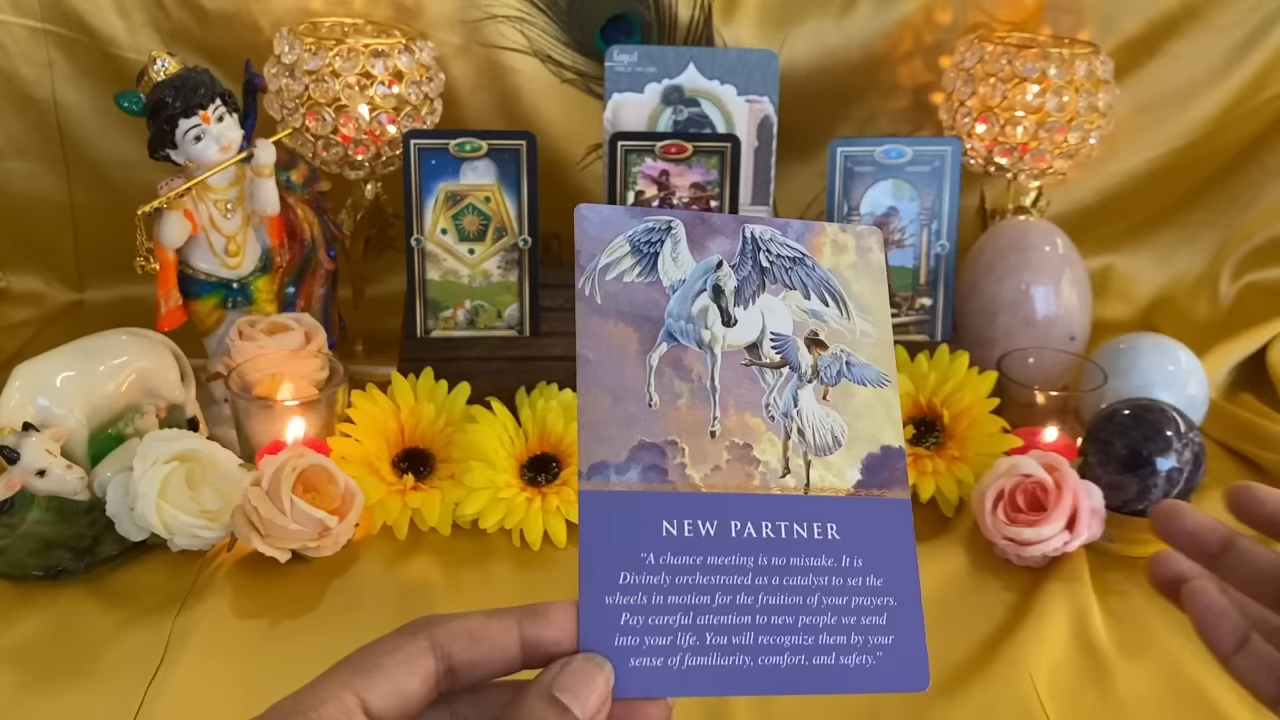 NEW PARTNER
"A chance meeting is no mistake. It is
Divinely orchestrated as a catalyst to set the
wheels in motion for the fruition of your prayers.
Pay careful attention to new people we send
into your life. You will recognize them by your
sense of familiarity, comfort, and safety."